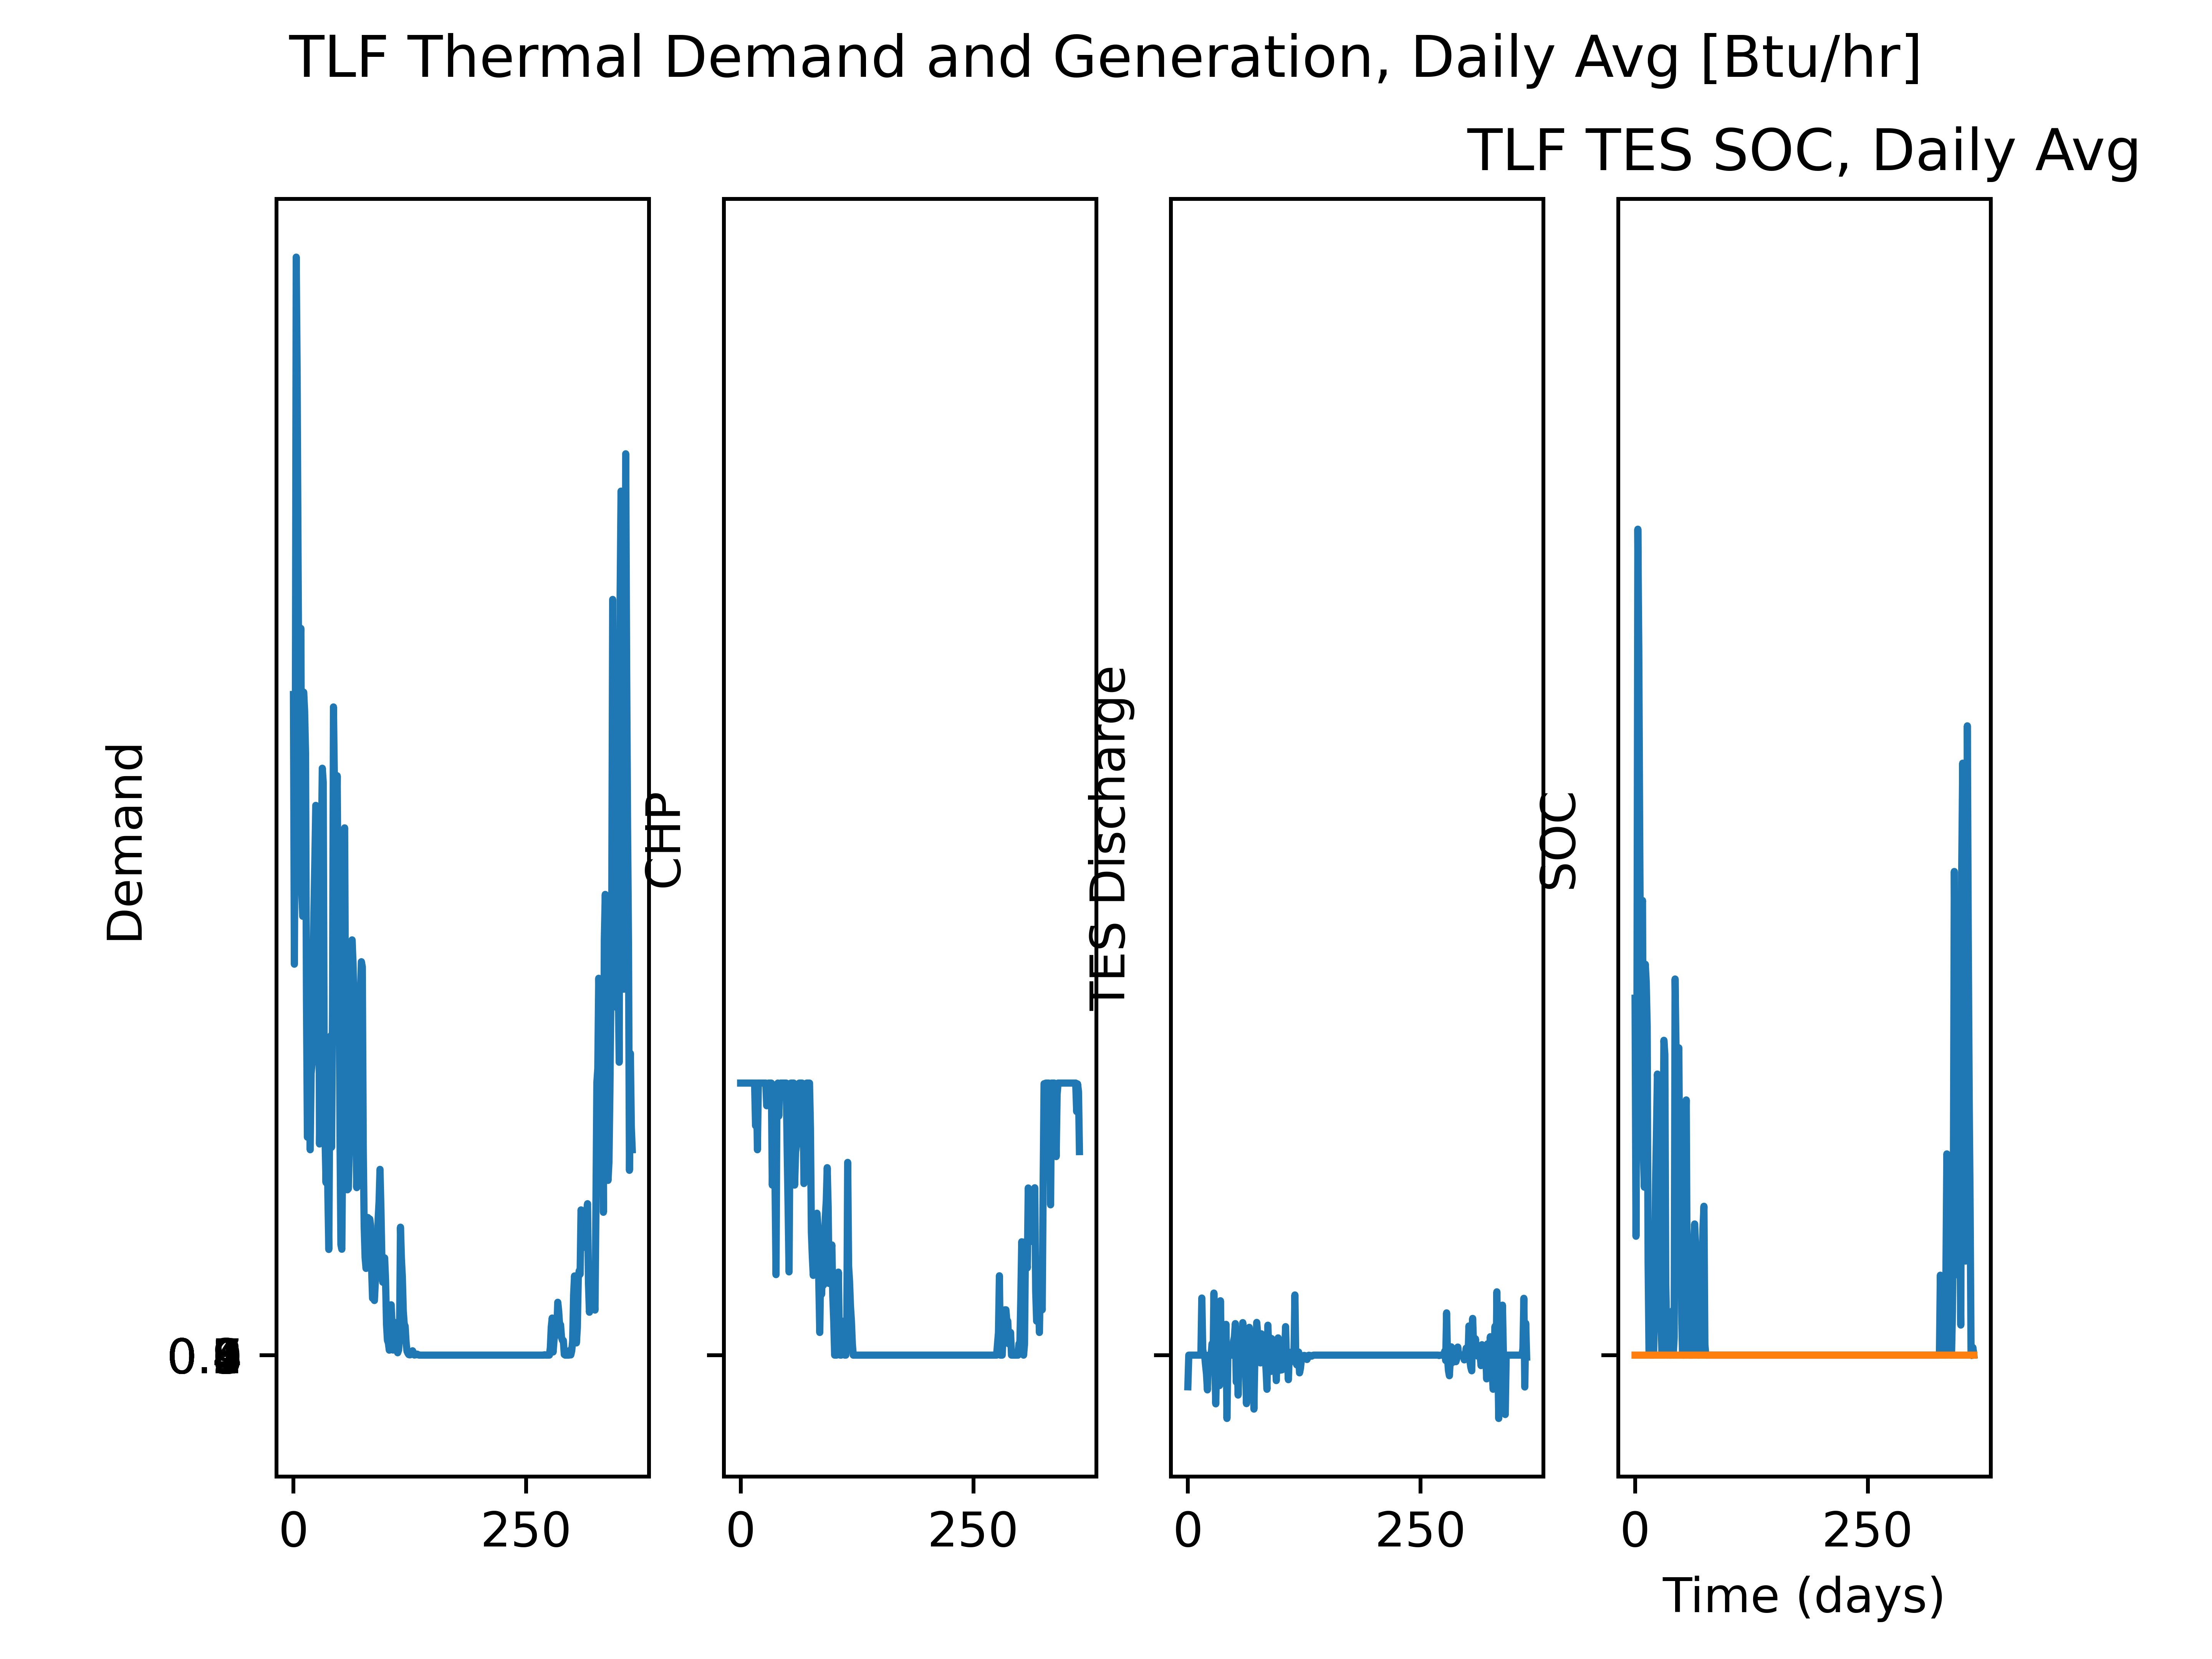 TLF Thermal Demand and Generation, Daily Avg [Btu/hr]
TLF TES SOC, Daily Avg
Demand
CHP
TES Discharge
SOC
0 250
0 250
0 250
0 250
Time (days)